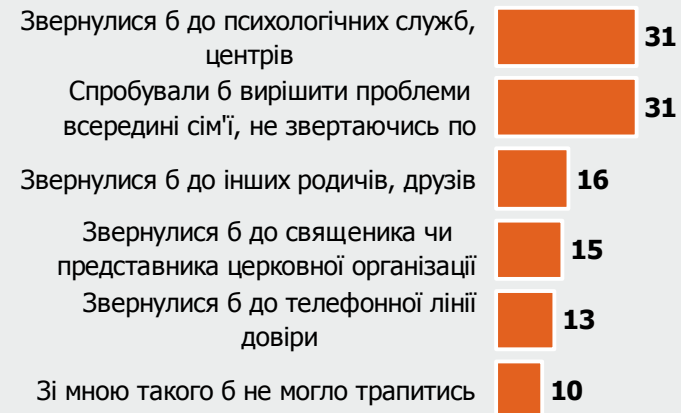 Звернулися б до психологічних служб,
центрів
31
Спробували б вирішити проблеми
всередині сім'ї, не звертаючись по
31
Звернулися б до інших родичів, друзів
16
Звернулися б до священика чи
представника церковної організації
15
Звернулися б до телефонної лінії
довіри
13
Зі мною такого б не могло трапитись
10